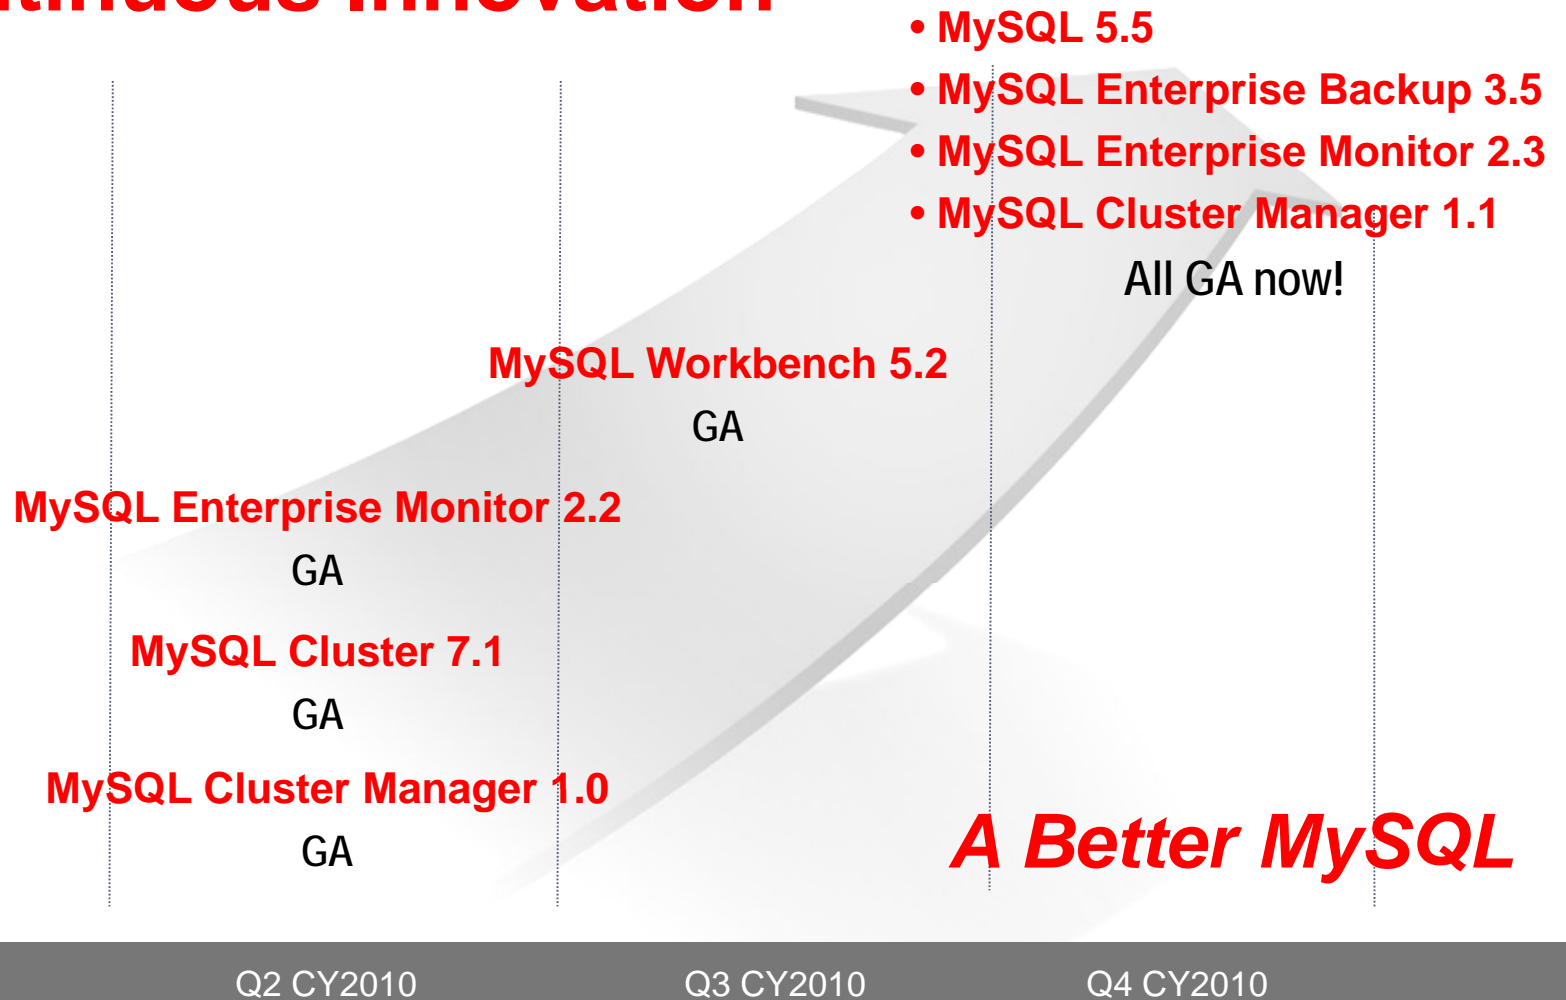 Innovation
• MySQL 5.5
• MySQL Enterprise Backup 3.5
• MySQL Enterprise Monitor 2.3
• MySQL Cluster Manager 1.1
All GA now!
MySQL Workbench 5.2
GA
MySQL Enterprise Monitor 2.2
GA
MySQL Cluster 7.1
GA
MySQL Cluster Manager 1.0
GA
A Better MySQL
Q2 CY2010
Q3 CY2010
Q4 CY2010